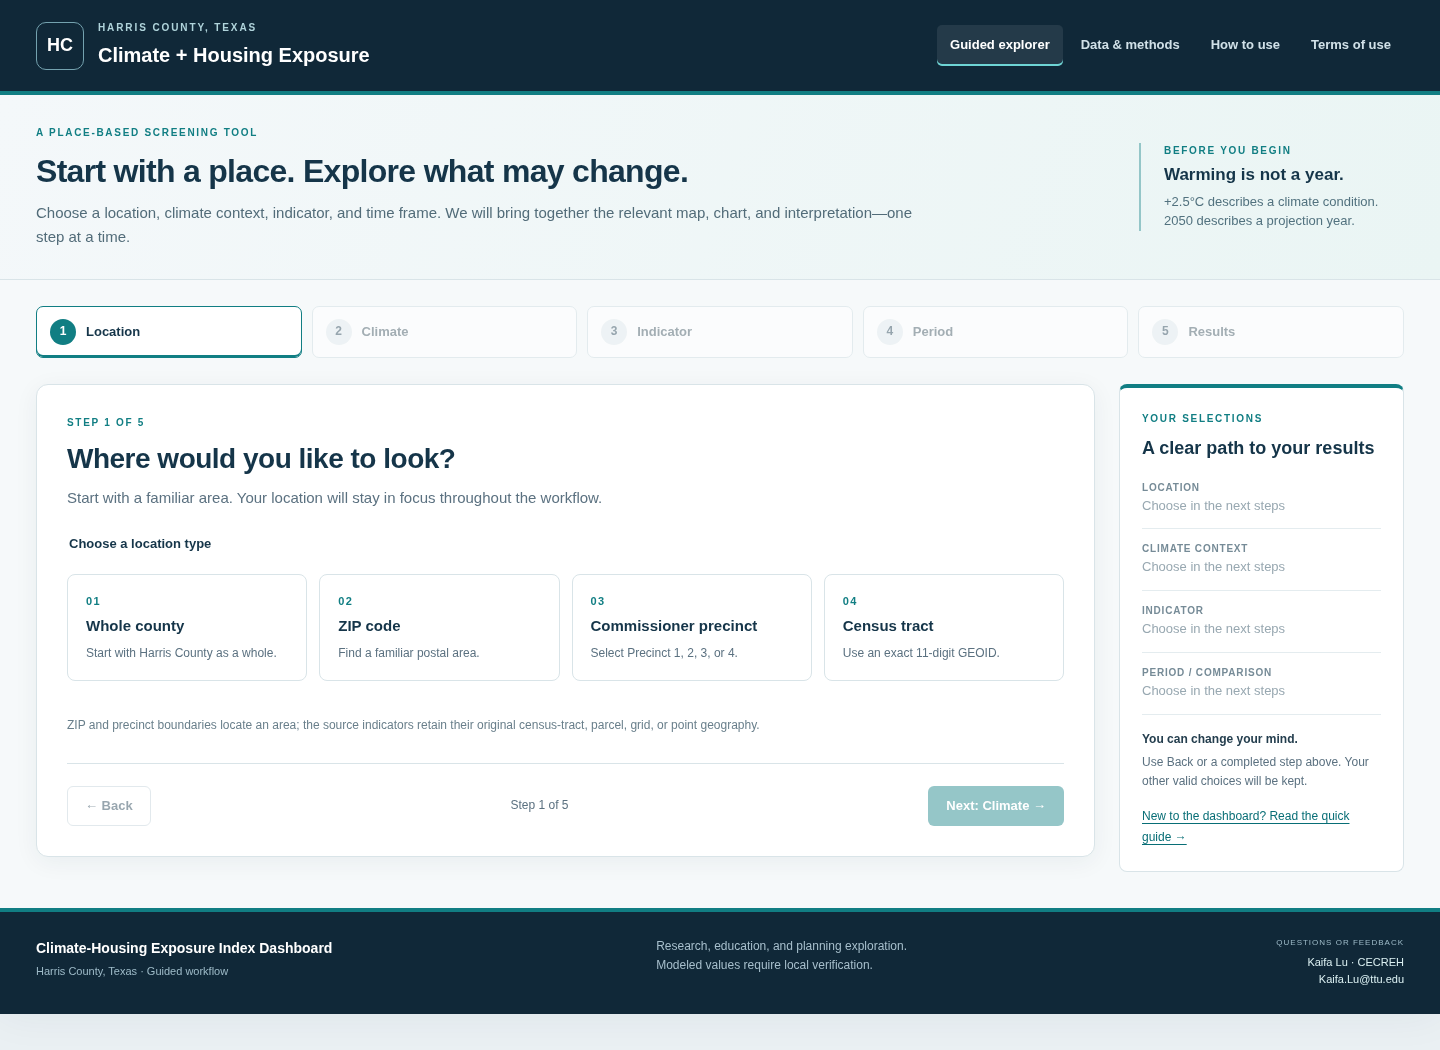 HC
HARRIS COUNTY, TEXAS
Climate + Housing Exposure
Guided explorer
Data & methods
How to use
Terms of use
A PLACE-BASED SCREENING TOOL
Start with a place. Explore what may change.
Choose a location, climate context, indicator, and time frame. We will bring together the relevant map, chart, and interpretation—one
step at a time.
BEFORE YOU BEGIN
Warming is not a year.
+2.5°C describes a climate condition.
2050 describes a projection year.
1 Location
2 Climate
3 Indicator
4 Period
5 Results
STEP 1 OF 5
Where would you like to look?
Start with a familiar area. Your location will stay in focus throughout the workflow.
Choose a location type
01
Whole county
Start with Harris County as a whole.
02
ZIP code
Find a familiar postal area.
03
Commissioner precinct
Select Precinct 1, 2, 3, or 4.
04
Census tract
Use an exact 11-digit GEOID.
ZIP and precinct boundaries locate an area; the source indicators retain their original census-tract, parcel, grid, or point geography.
← Back
Step 1 of 5
Next: Climate →
YOUR SELECTIONS
A clear path to your results
LOCATION
Choose in the next steps
CLIMATE CONTEXT
Choose in the next steps
INDICATOR
Choose in the next steps
PERIOD / COMPARISON
Choose in the next steps
You can change your mind.
Use Back or a completed step above. Your
other valid choices will be kept.
New to the dashboard? Read the quick
guide →
Climate-Housing Exposure Index Dashboard
Harris County, Texas · Guided workflow
Research, education, and planning exploration.
Modeled values require local verification.
QUESTIONS OR FEEDBACK
Kaifa Lu · CECREH
Kaifa.Lu@ttu.edu